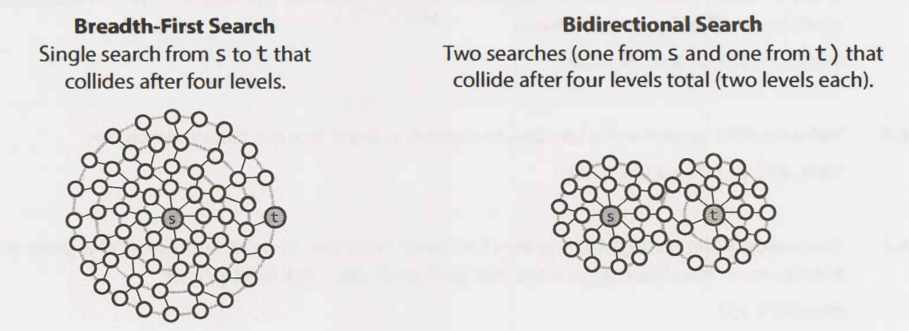 Breadth-First Search
Single search from s to t that
collides after four levels.
s
t
Bidirectional Search
Two searches (one from s and one from t) that
collide after four levels total (two levels each).
s
t